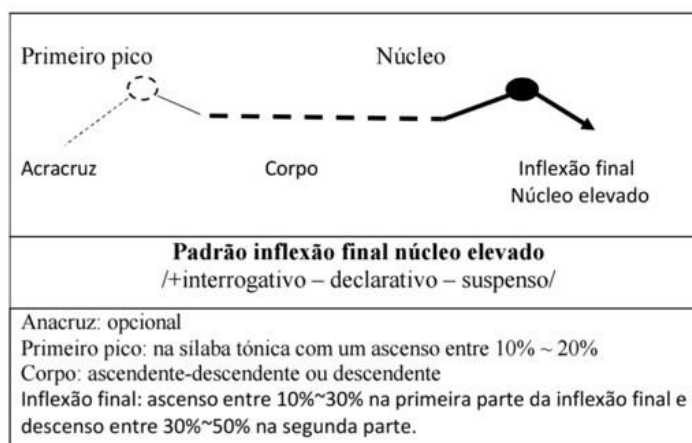 Primeiro pico Núcleo
Acracruz Corpo Inflexão final
Núcleo elevado
Padrão inflexão final núcleo elevado
/+interrogativo – declarativo – suspenso/
Anacruz: opcional
Primeiro pico: na sílaba tónica com um ascenso entre 10% ~ 20%
Corpo: ascendente-descendente ou descendente
Inflexão final: ascenso entre 10%~30% na primeira parte da inflexão final e
descenso entre 30%~50% na segunda parte.